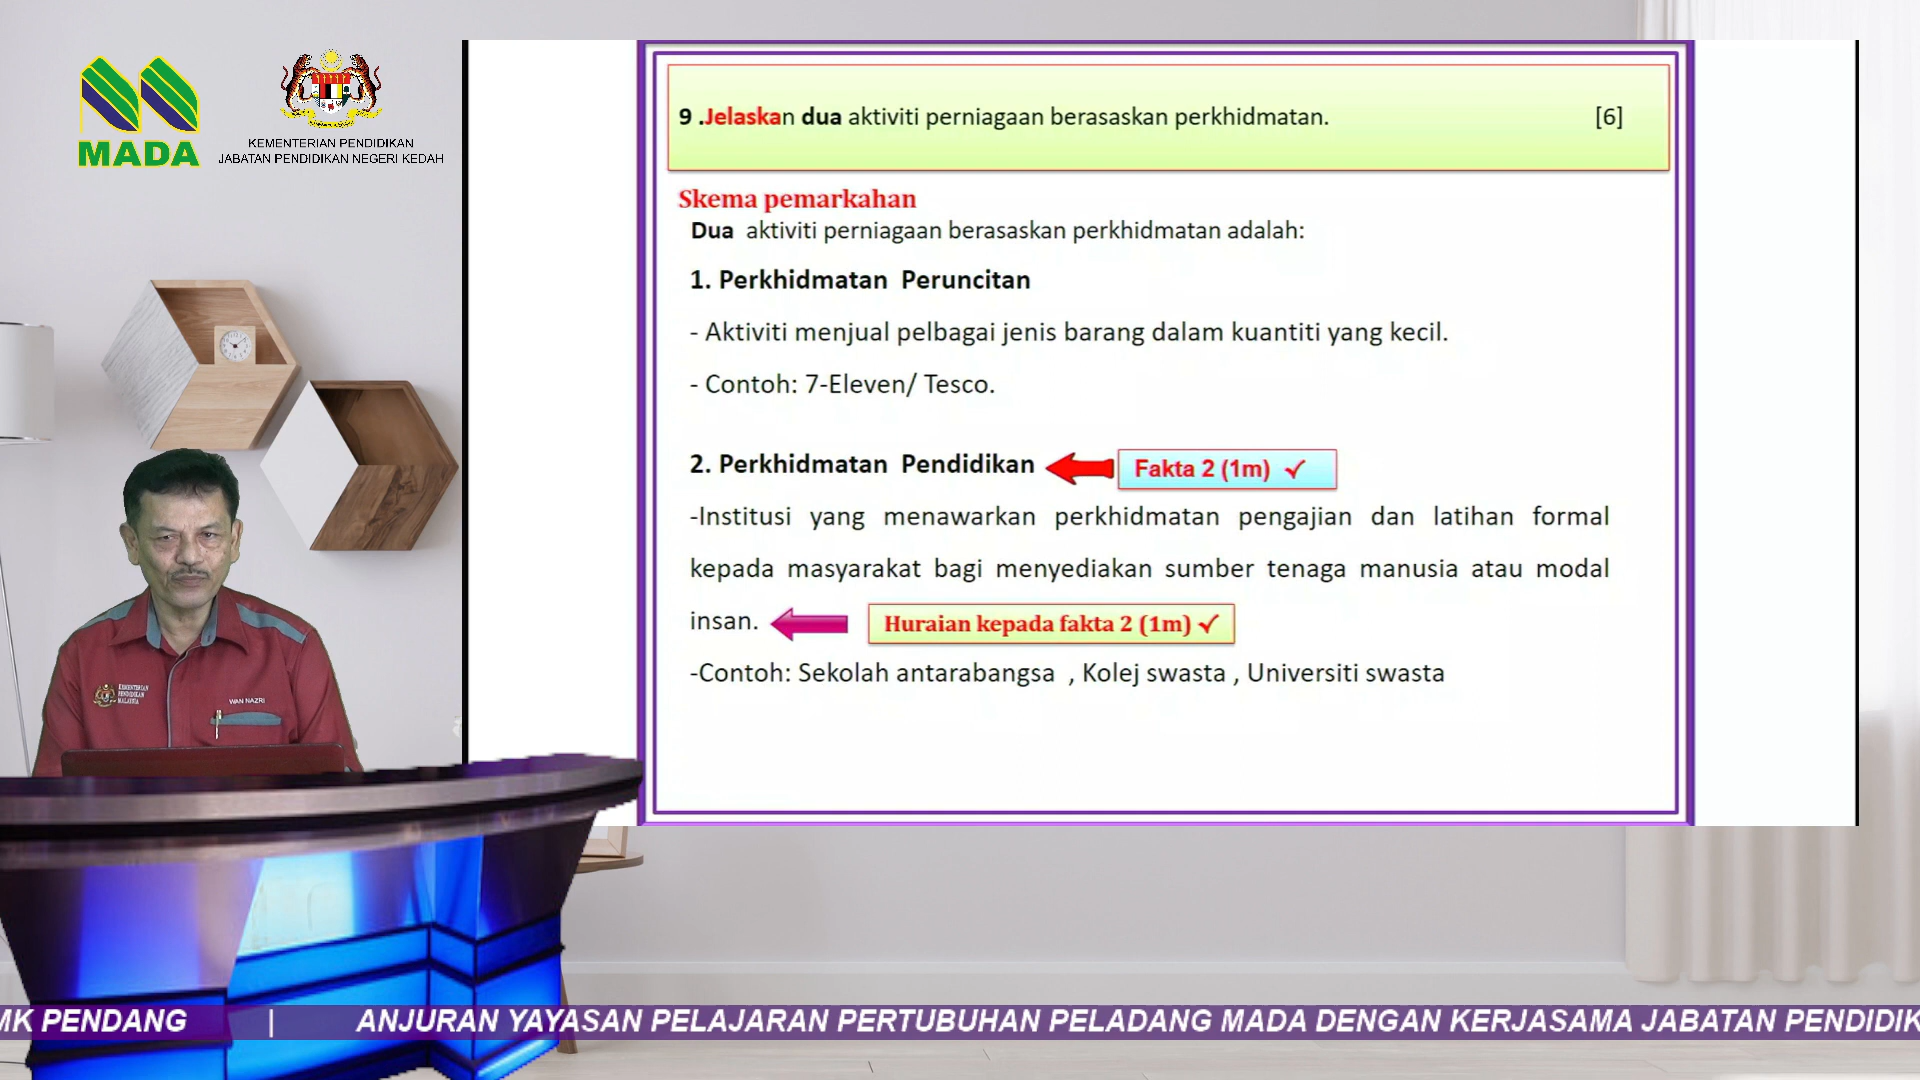 MADA
KEMENTERIAN PENDIDIKAN
JABATAN PENDIDIKAN NEGERI KEDAH
9 .Jelaskan dua aktiviti perniagaan berasaskan perkhidmatan. [6]
Skema pemarkahan
Dua aktiviti perniagaan berasaskan perkhidmatan adalah:
1. Perkhidmatan Peruncitan
- Aktiviti menjual pelbagai jenis barang dalam kuantiti yang kecil.
- Contoh: 7-Eleven/ Tesco.
2. Perkhidmatan Pendidikan
Fakta 2 (1m) ✓
-Institusi yang menawarkan perkhidmatan pengajian dan latihan formal
kepada masyarakat bagi menyediakan sumber tenaga manusia atau modal
insan.
Huraian kepada fakta 2 (1m) ✓
-Contoh: Sekolah antarabangsa , Kolej swasta , Universiti swasta
KEMENTERIAN
PENDIDIKAN
MALAYSIA
WAN NAZRI
MK PENDANG | ANJURAN YAYASAN PELAJARAN PERTUBUHAN PELADANG MADA DENGAN KERJASAMA JABATAN PENDIDIK